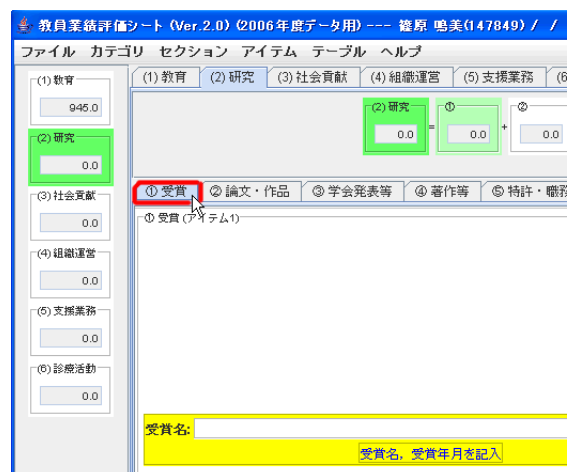 教員業績評価シート (Ver.2.0) (2006年度データ用) --- 篠原 鳴美(147849) / /
ファイル カテゴリ セクション アイテム テーブル ヘルプ
(1) 教育 (2) 研究 (3) 社会貢献 (4) 組織運営 (5) 支援業務 (6
(1) 教育
945.0
(2) 研究
0.0
(3) 社会貢献
0.0
(4) 組織運営
0.0
(5) 支援業務
0.0
(6) 診療活動
0.0
(2) 研究 ① ②
0.0 = 0.0 + 0.0
① 受賞 ② 論文・作品 ③ 学会発表等 ④ 著作等 ⑤ 特許・職務
① 受賞 (アイテム1)
受賞名:
受賞名, 受賞年月を記入